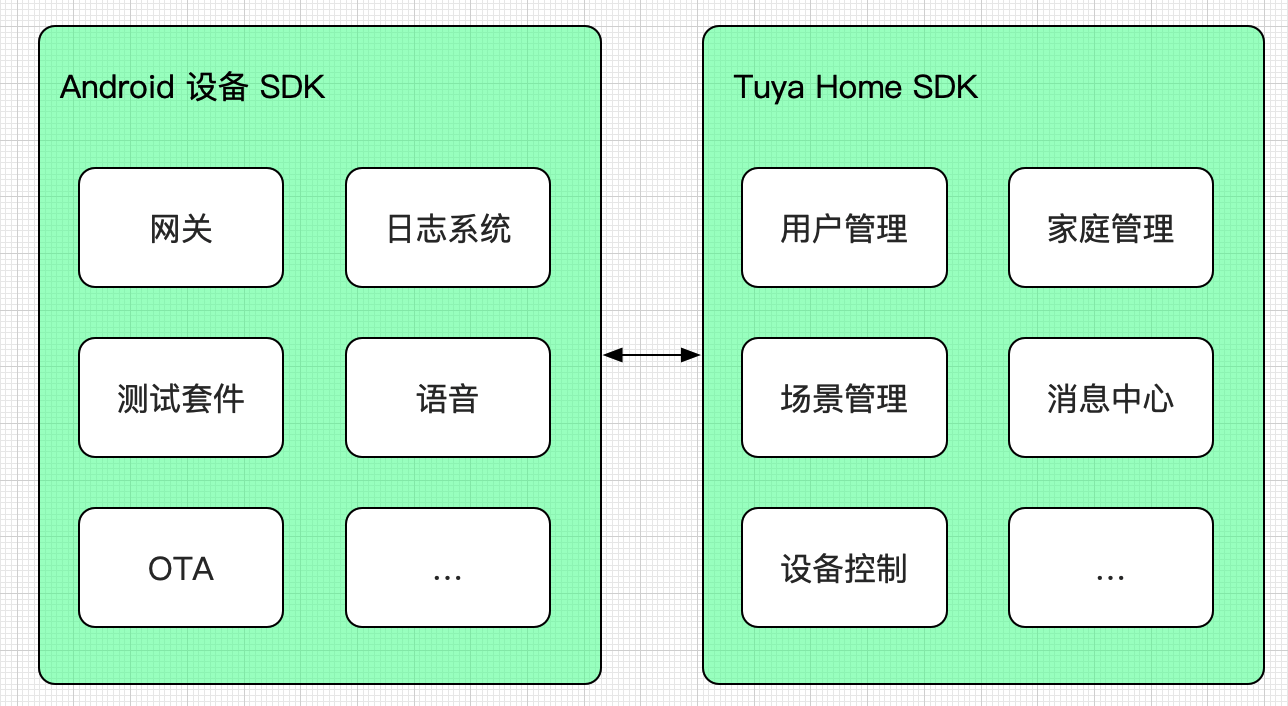 Android 设备 SDK
网关
日志系统
测试套件
语音
OTA
...
Tuya Home SDK
用户管理
家庭管理
场景管理
消息中心
设备控制
...